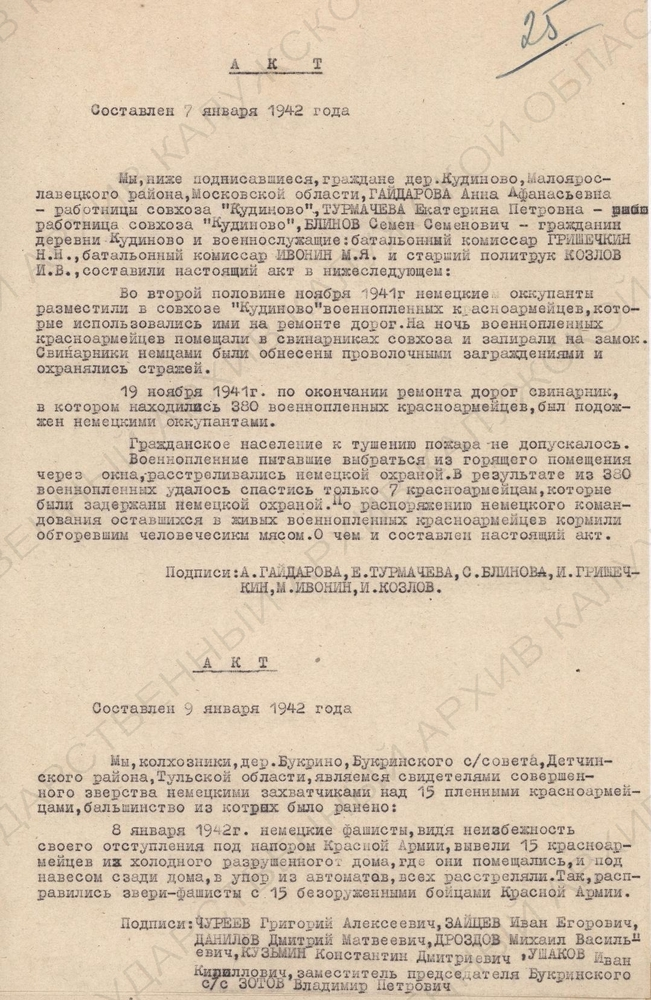 25
А К Т
Составлен 7 января 1942 года
Мы,ниже поднисавшиеся,граждане дер.Кудиново,Малоярос-
лавецкого района,Московской области,ГАЙДАРОВА Анна Афанасьевна
- работницы совхоза "Кудиново",ТУРМАЧЕВА Екатерина Петровна -
работница совхоза "Кудиново",БЛИНОВ Семен Семенович - гражданин
деревни Кудиново и военнослужащие:батальонный комиссар ГРИШЕЧКИН
Н.Н.,батальонный комиссар ИВОНИН М.Я. и старший политрук КОЗЛОВ
И.В.,составили настоящий акт в нижеследующем:
Во второй половине ноября 1941г немецкие оккупанты
разместили в совхозе "Кудиново"военнопленных красноармейцев,кото-
рые использовались ими на ремонте дорог.На ночь военнопленных
красноармейцев помещали в свинарниках совхоза и запирали на замок.
Свинарники немцами были обнесены проволочными заграждениями и
охранялись стражей.
19 ноября 1941г. по окончании ремонта дорог свинарник,
в котором находились 380 военнопленных красноармейцев,был подож-
жен немецкими оккупантами.
Гражданское население к тушению пожара не допускалось.
Военнопленные пытавшие выбраться из горящего помещения
через окна,расстреливались немецкой охраной.В результате из 380
военнопленных удалось спастись только 7 красноармейцам,которые
были задержаны немецкой охраной.По распоряжению немецкого коман-
дования оставшихся в живых военнопленных красноармейцев кормили
обгоревшим человечесиким мясом.О чем и составлен настоящий акт.
Подписи:А.ГАЙДАРОВА,Е.ТУРМАЧЕВА,С.БЛИНОВА,И.ГРИШЕЧ-
КИН,М.ИВОНИН,И.КОЗЛОВ.
А К Т
Составлен 9 января 1942 года
Мы,колхозники,дер.Букрино,Букринского с/совета,Детчин-
ского района,Тульской области,являемся свидетелями совершен-
ного зверства немецкими захватчиками над 15 пленными красноармей-
цами,бальшинство из котрых было ранено:
8 января 1942г. немецкие фашисты,видя неизбежность
своего отступления под напором Красной Армии,вывели 15 красноар-
мейцев их холодного разрушенногот дома,где они помещались,и под
навесом сзади дома,в упор из автоматов,всех расстреляли.Так,расп-
равились звери-фашисты с 15 безоруженными бойцами Красной Армии.
Подписи:ЧУРЕЕВ Григорий Алексеевич,ЗАЙЦЕВ Иван Егорович,
ДАНИЛОВ Дмитрий Матвеевич,ДРОЗДОВ Михаил Василь
евич,КУЗЬМИН Константин Дмитриевич ,УШАКОВ Иван
Кириллович,заместитель председателя Букринского
с/с ЗОТОВ Владимир Петрович